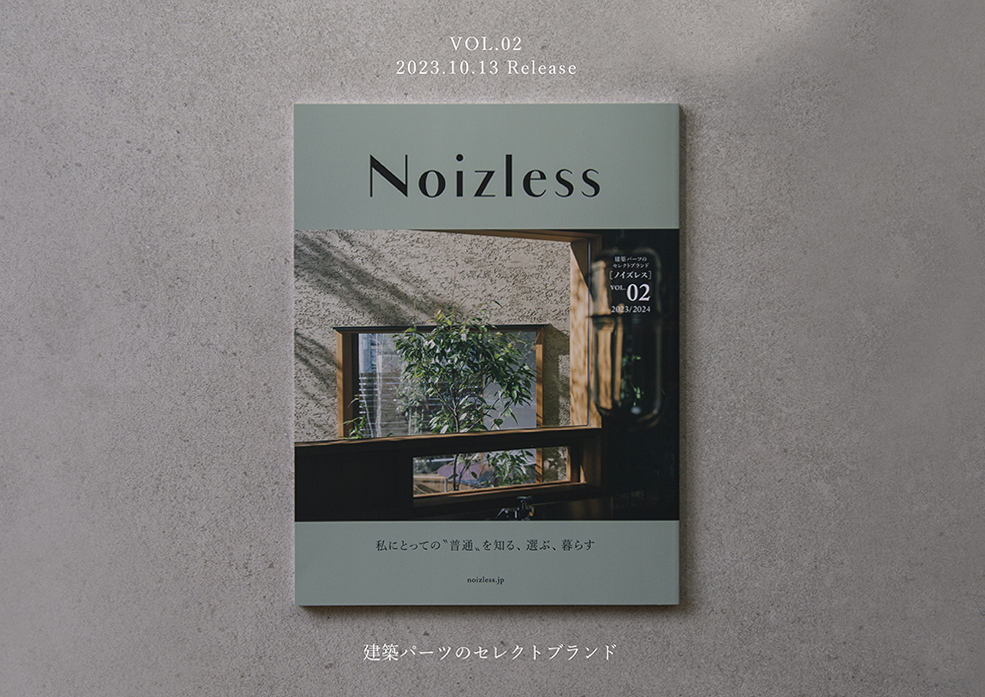 VOL.02
2023.10.13 Release
Noizless
建築パーツの
セレクトブランド
[ノイズレス]
VOL.02
2023/2024
私にとっての〝普通〟を知る、選ぶ、暮らす
noizless.jp
建築パーツのセレクトブランド